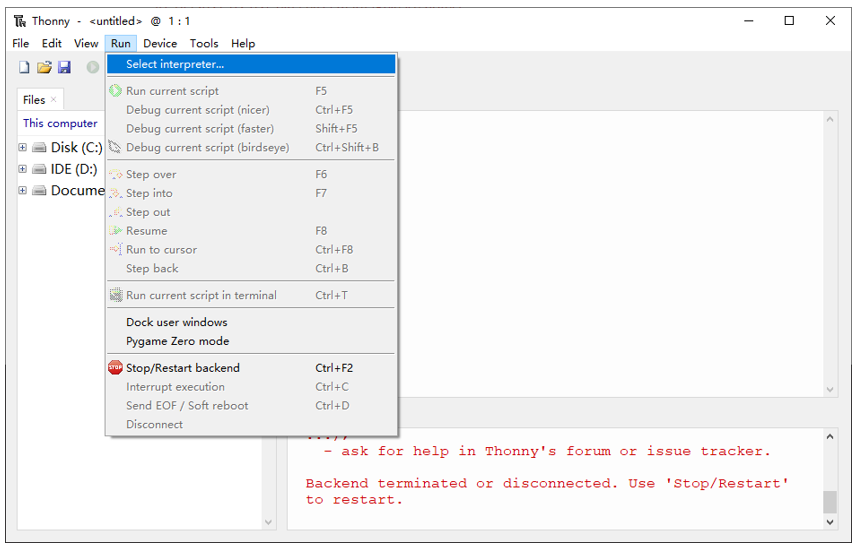 Thonny - <untitled> @ 1 : 1
File Edit View Run Device Tools Help
Select interpreter...
Files ×
Run current script F5
Debug current script (nicer) Ctrl+F5
This computer
Debug current script (faster) Shift+F5
Disk (C:)
Debug current script (birdseye) Ctrl+Shift+B
IDE (D:)
Step over F6
Docume
Step into F7
Step out
Resume F8
Run to cursor Ctrl+F8
Step back Ctrl+B
Run current script in terminal Ctrl+T
Dock user windows
Pygame Zero mode
STOP Stop/Restart backend Ctrl+F2
Interrupt execution Ctrl+C
Send EOF / Soft reboot Ctrl+D
Disconnect
- ask for help in Thonny's forum or issue tracker.
Backend terminated or disconnected. Use 'Stop/Restart'
to restart.